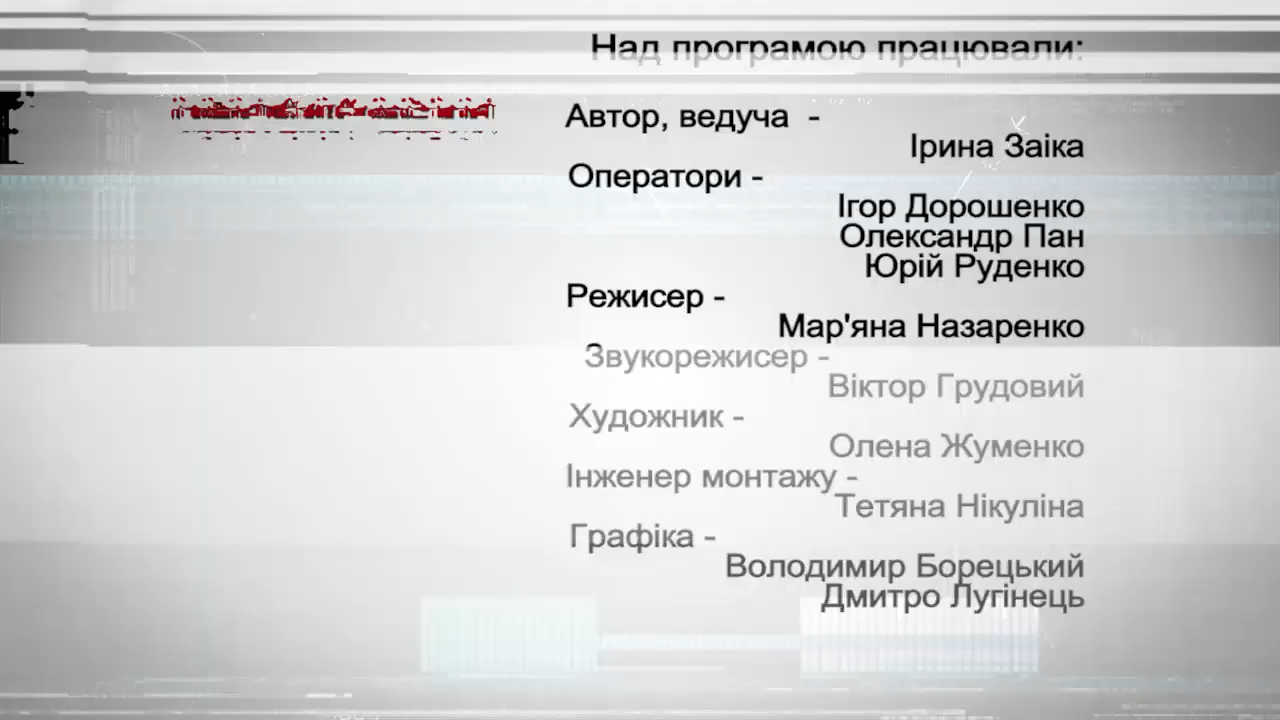 Над програмою працювали:
Автор, ведуча -
Ірина Заіка
Оператори -
Ігор Дорошенко
Олександр Пан
Юрій Руденко
Режисер -
Мар'яна Назаренко
Звукорежисер -
Віктор Грудовий
Художник -
Олена Жуменко
Інженер монтажу -
Тетяна Нікуліна
Графіка -
Володимир Борецький
Дмитро Лугінець